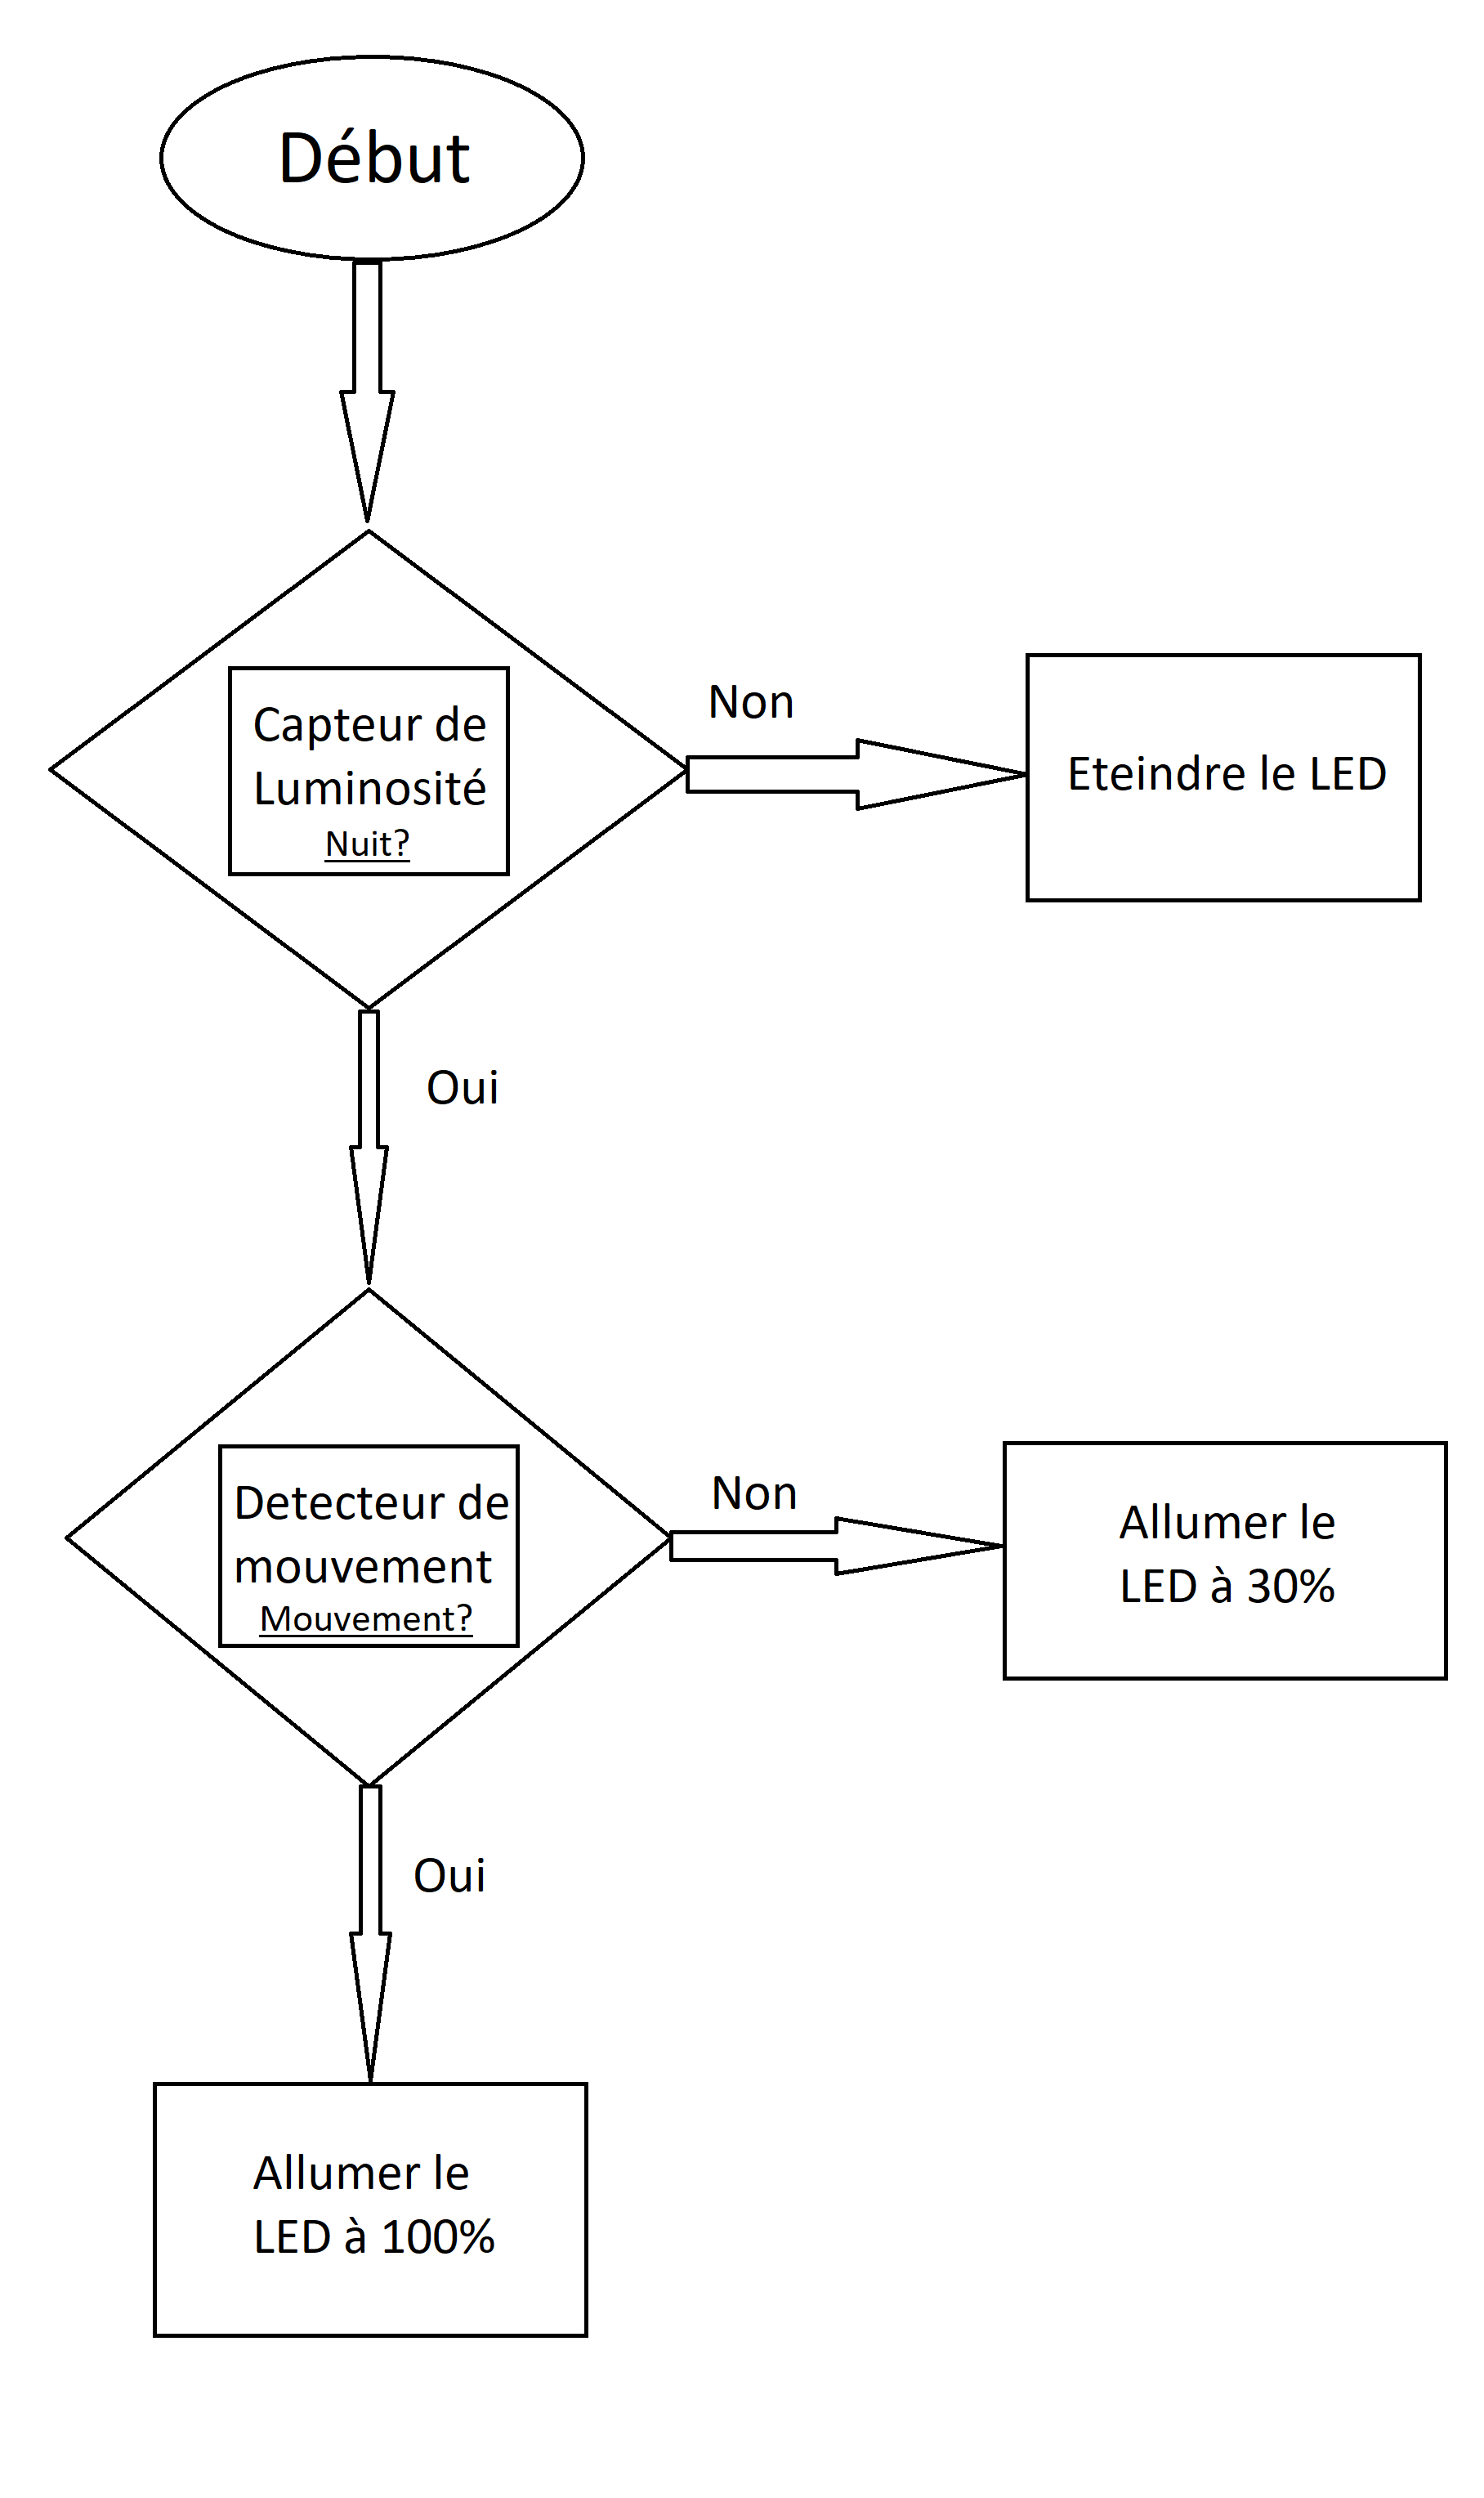 Début
Capteur de
Luminosité
Nuit?
Non
Eteindre le LED
Oui
Detecteur de
mouvement
Mouvement?
Non
Allumer le
LED à 30%
Oui
Allumer le
LED à 100%